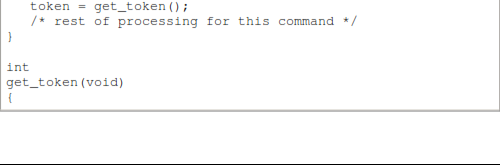 token = get_token();
/* rest of processing for this command */
}
int
get_token(void)
{